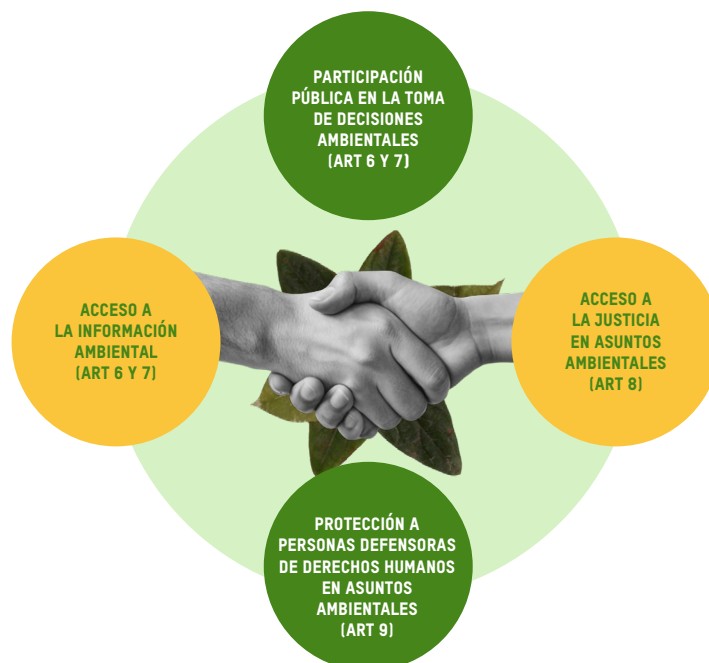 PARTICIPACIÓN
PÚBLICA EN LA TOMA
DE DECISIONES
AMBIENTALES
(ART 6 Y 7)
ACCESO A
LA INFORMACIÓN
AMBIENTAL
(ART 6 Y 7)
ACCESO A
LA JUSTICIA
EN ASUNTOS
AMBIENTALES
(ART 8)
PROTECCIÓN A
PERSONAS DEFENSORAS
DE DERECHOS HUMANOS
EN ASUNTOS
AMBIENTALES
(ART 9)